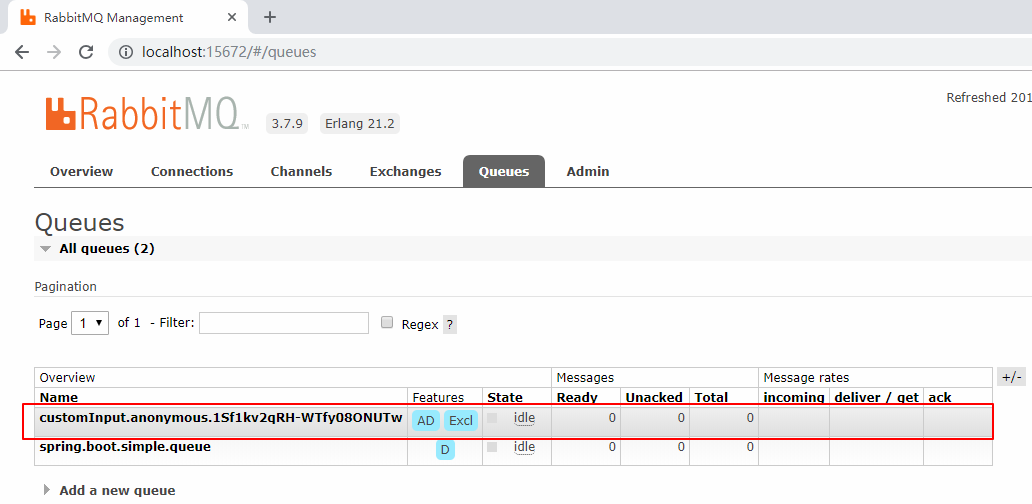 RabbitMQ Management
localhost:15672/#/queues
Refreshed 201
RabbitMQ TM 3.7.9 Erlang 21.2
Overview Connections Channels Exchanges Queues Admin
Queues
All queues (2)
Pagination
Page 1 of 1 - Filter: Regex ?
Overview Messages Message rates +/-
Name Features State Ready Unacked Total incoming deliver / get ack
customInput.anonymous.1Sf1kv2qRH-WTfy08ONUTw AD Excl idle 0 0 0
spring.boot.simple.queue D idle 0 0 0
Add a new queue